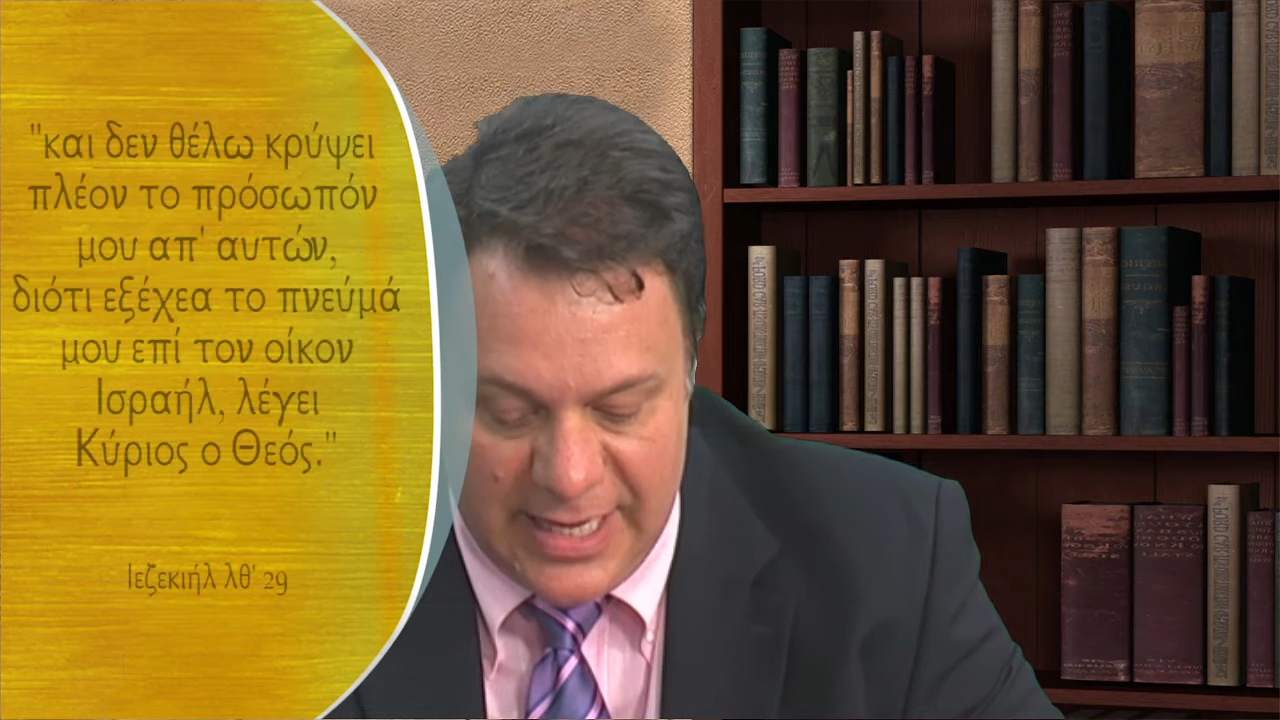 "και δεν θέλω κρύψει
πλέον το πρόσωπόν
μου απ' αυτών,
διότι εξέχεα το πνεύμά
μου επί τον οίκον
Ισραήλ, λέγει
Κύριος ο Θεός."
Ιεζεκιήλ λθ' 29